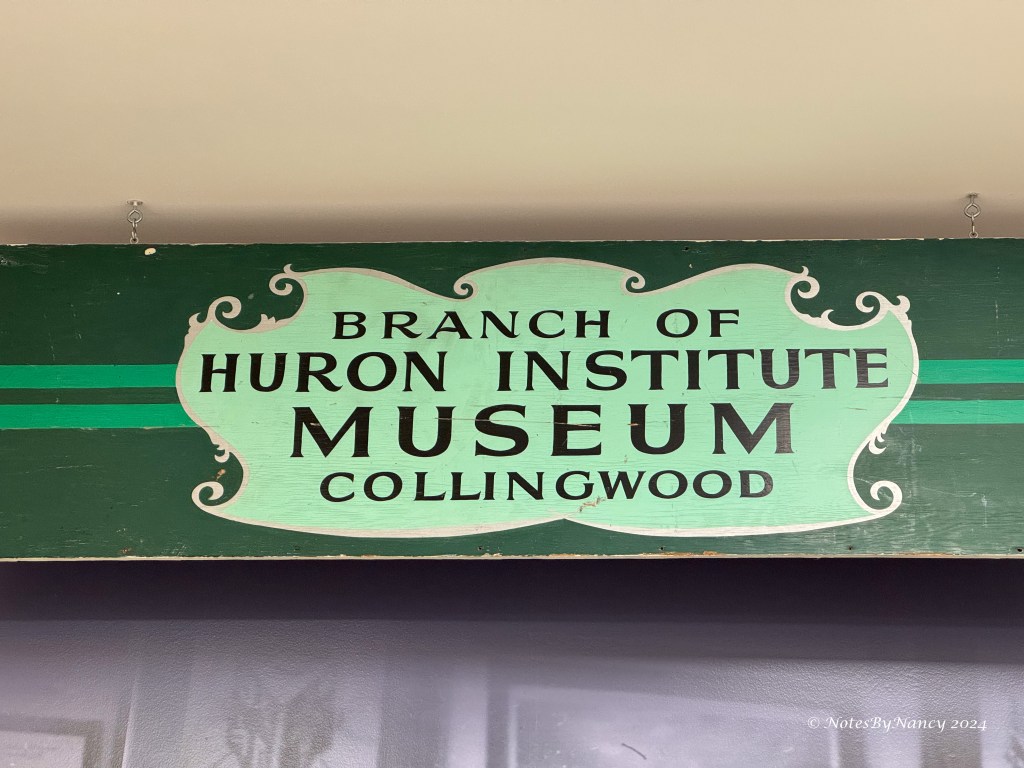 BRANCH OF
HURON INSTITUTE
MUSEUM
COLLINGWOOD
© NotesByNancy 2024